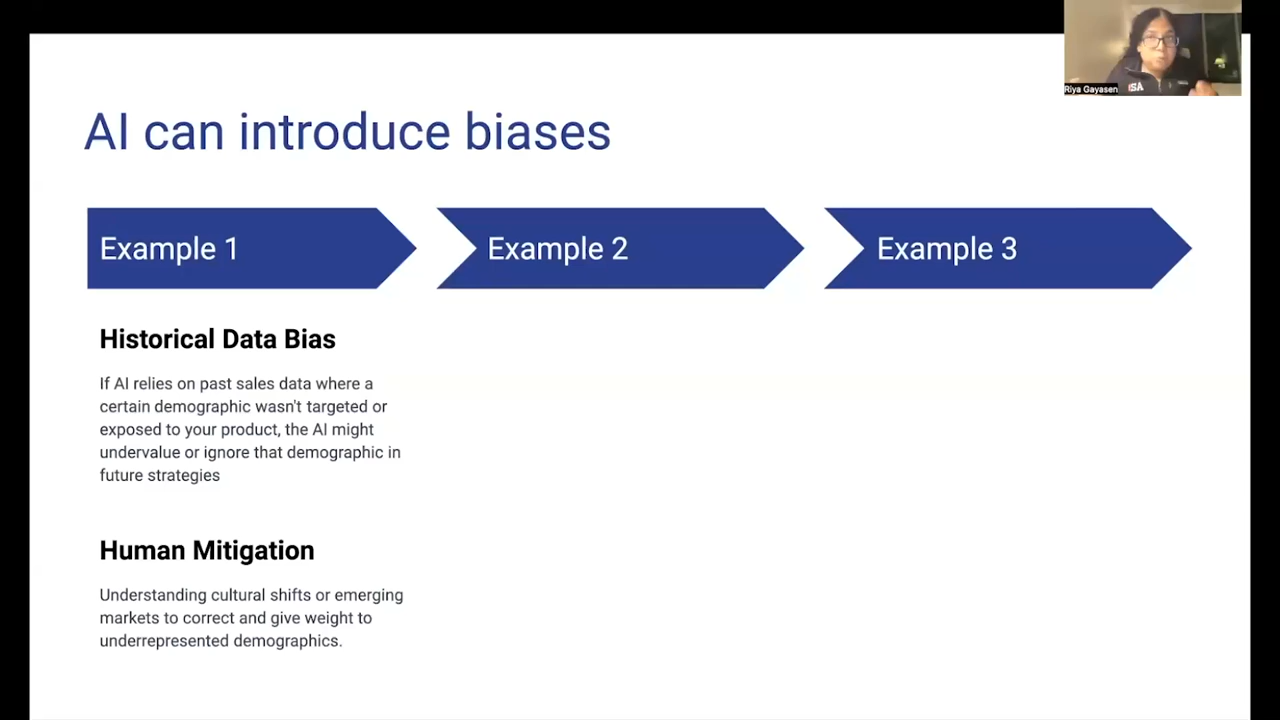 Riya Gayasen
AI can introduce biases
Example 1
Example 2
Example 3
Historical Data Bias
If AI relies on past sales data where a
certain demographic wasn't targeted or
exposed to your product, the AI might
undervalue or ignore that demographic in
future strategies
Human Mitigation
Understanding cultural shifts or emerging
markets to correct and give weight to
underrepresented demographics.